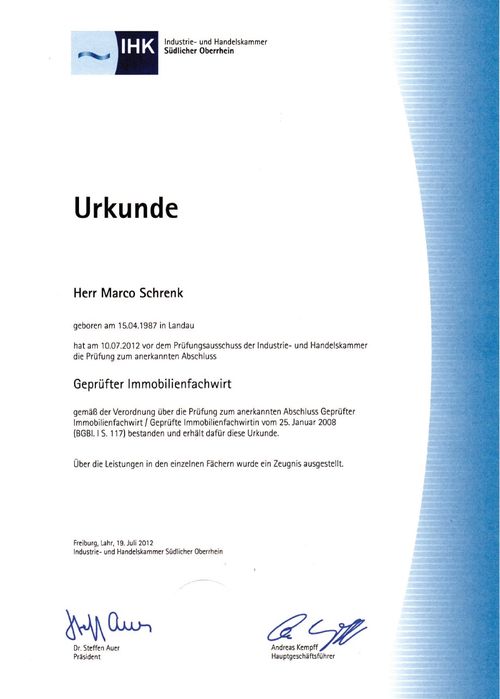 IHK
Industrie- und Handelskammer
Südlicher Oberrhein
Urkunde
Herr Marco Schrenk
geboren am 15.04.1987 in Landau
hat am 10.07.2012 vor dem Prüfungsausschuss der Industrie- und Handelskammer
die Prüfung zum anerkannten Abschluss
Geprüfter Immobilienfachwirt
gemäß der Verordnung über die Prüfung zum anerkannten Abschluss Geprüfter
Immobilienfachwirt / Geprüfte Immobilienfachwirtin vom 25. Januar 2008
(BGBl. I S. 117) bestanden und erhält dafür diese Urkunde.
Über die Leistungen in den einzelnen Fächern wurde ein Zeugnis ausgestellt.
Freiburg, Lahr, 19. Juli 2012
Industrie- und Handelskammer Südlicher Oberrhein
Steff Auer
Dr. Steffen Auer
Präsident
Andreas Kempff
Hauptgeschäftsführer